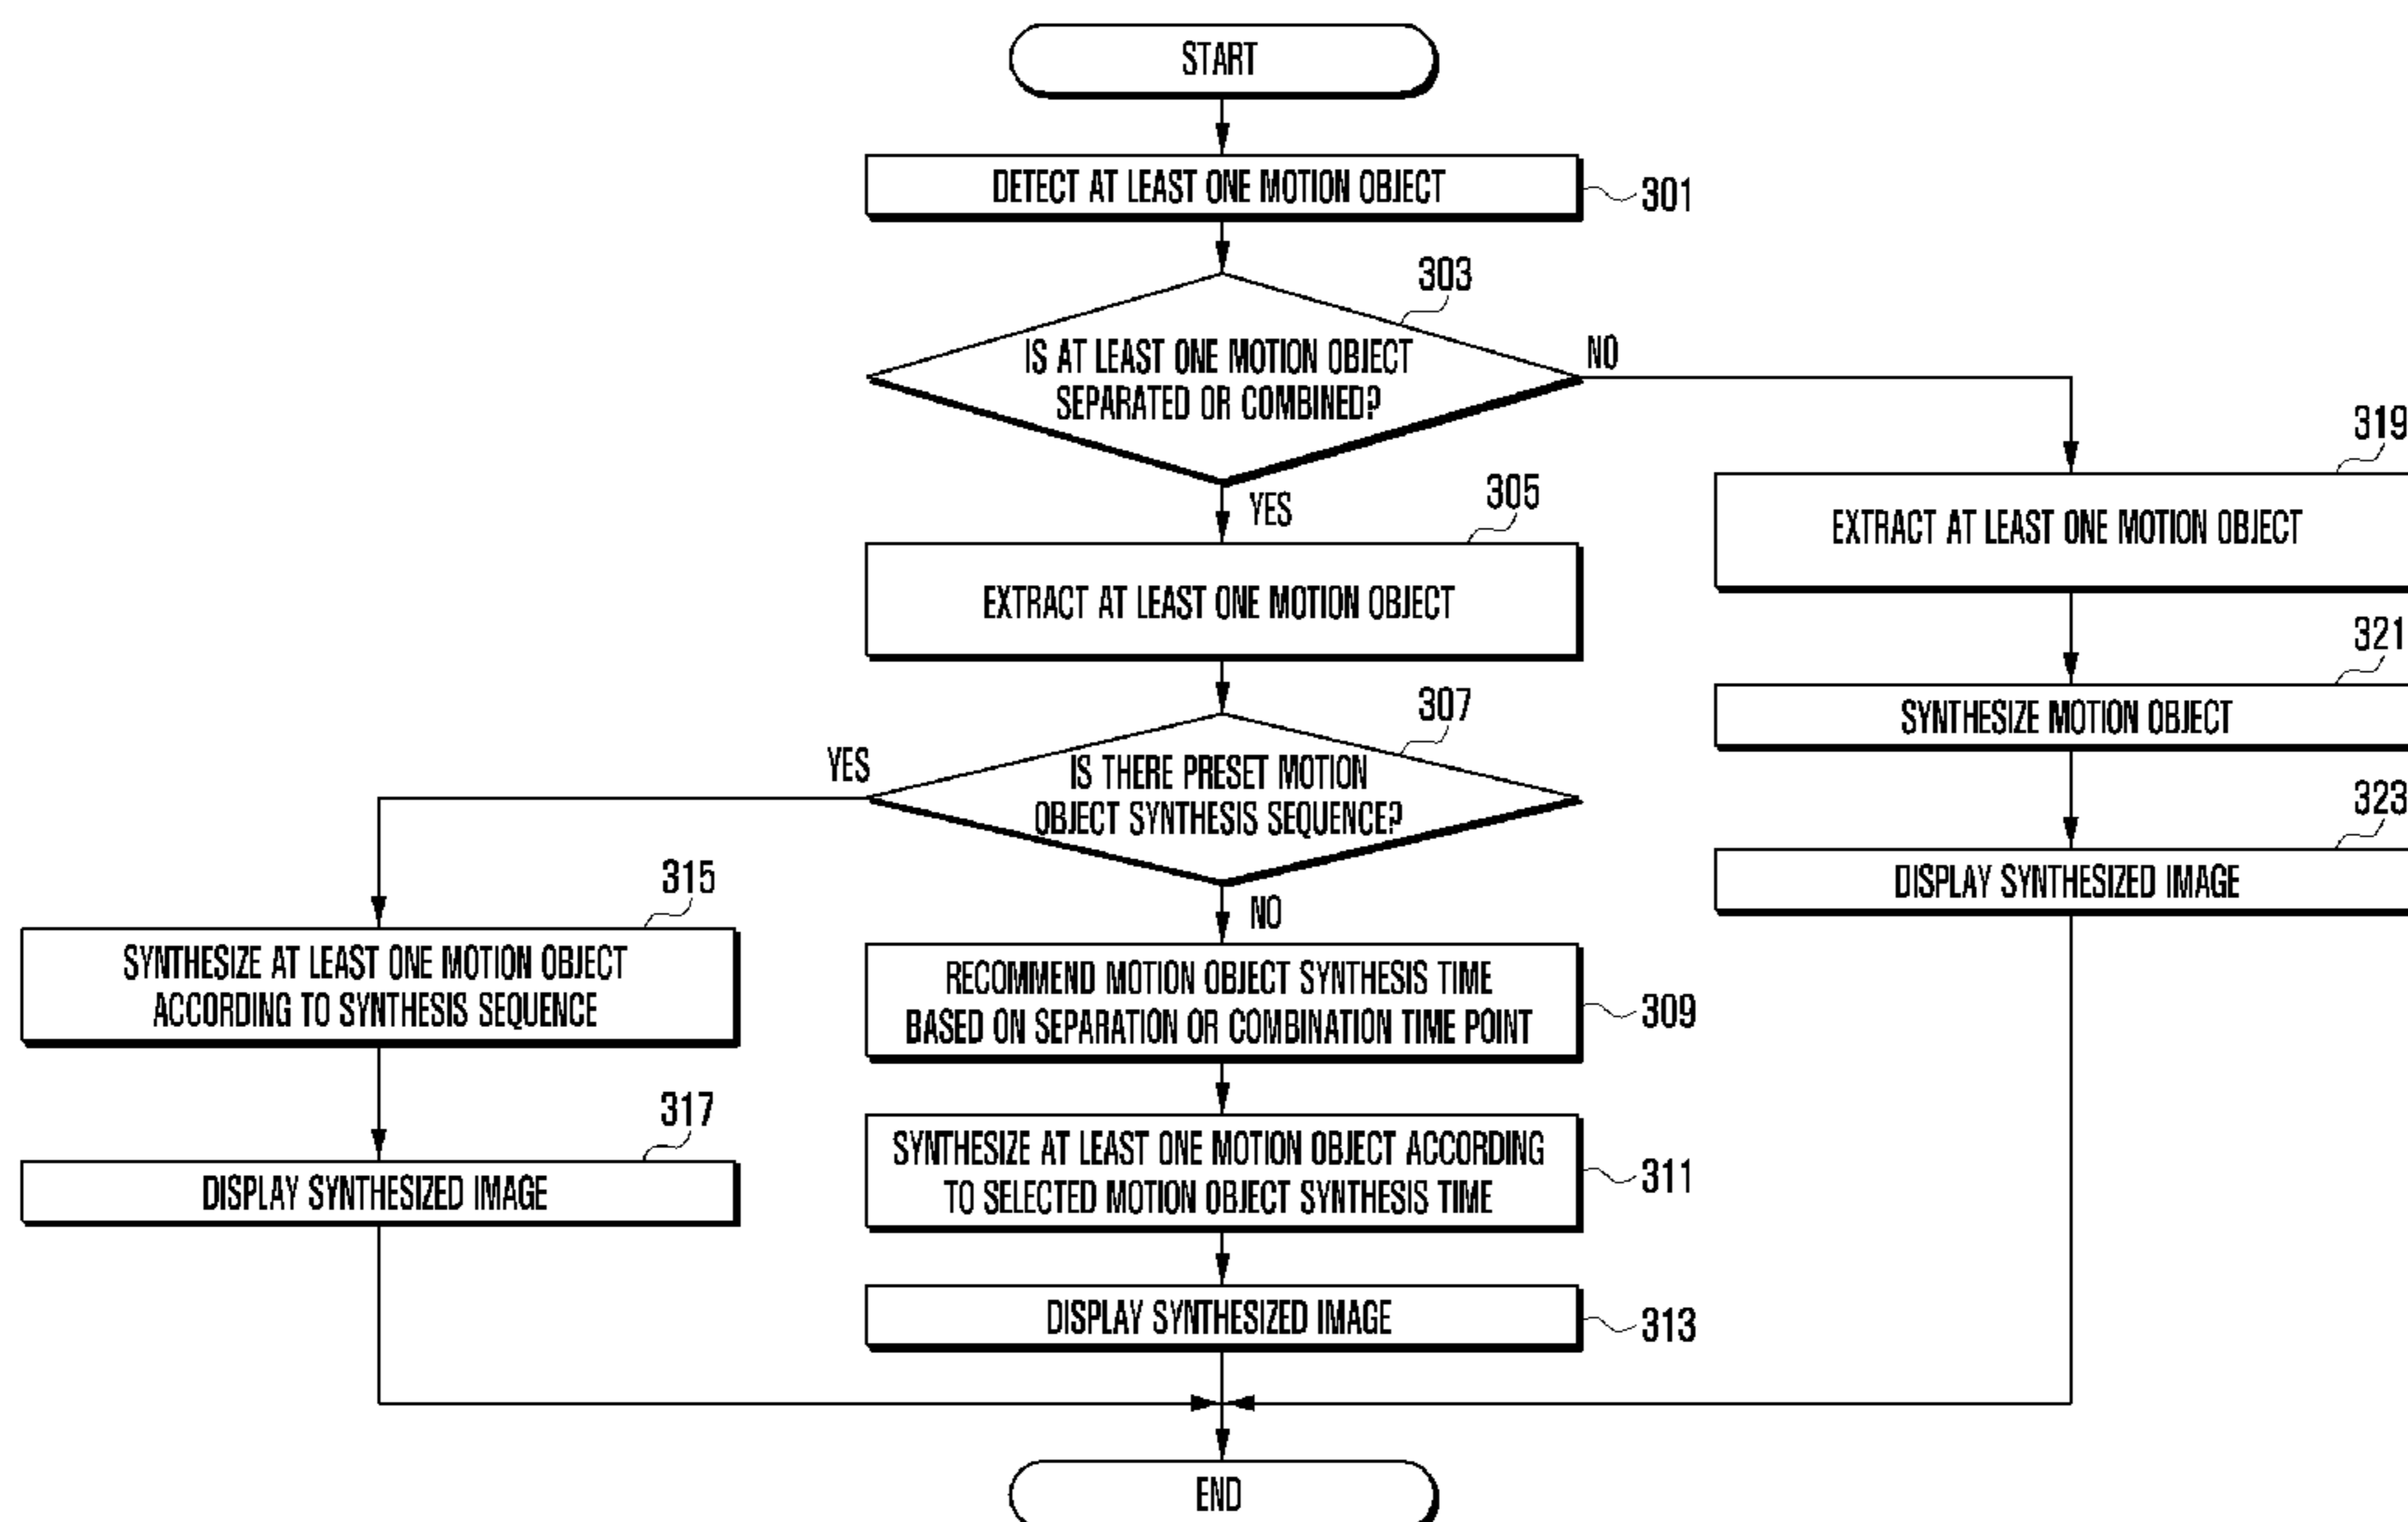 START
DETECT AT LEAST ONE MOTION OBJECT
301
303
IS AT LEAST ONE MOTION OBJECT
SEPARATED OR COMBINED?
NO
YES
305
EXTRACT AT LEAST ONE MOTION OBJECT
319
EXTRACT AT LEAST ONE MOTION OBJECT
321
SYNTHESIZE MOTION OBJECT
323
DISPLAY SYNTHESIZED IMAGE
307
IS THERE PRESET MOTION
OBJECT SYNTHESIS SEQUENCE?
YES
NO
315
SYNTHESIZE AT LEAST ONE MOTION OBJECT
ACCORDING TO SYNTHESIS SEQUENCE
317
DISPLAY SYNTHESIZED IMAGE
RECOMMEND MOTION OBJECT SYNTHESIS TIME
BASED ON SEPARATION OR COMBINATION TIME POINT
309
SYNTHESIZE AT LEAST ONE MOTION OBJECT ACCORDING
TO SELECTED MOTION OBJECT SYNTHESIS TIME
311
DISPLAY SYNTHESIZED IMAGE
313
END